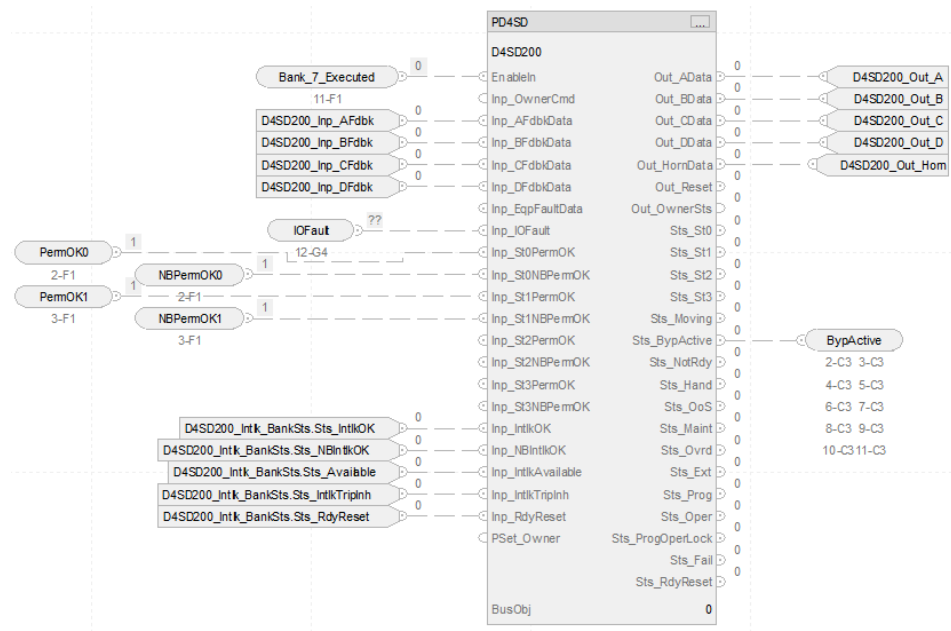 PD4SD ...
D4SD200
Bank_7_Executed 0 EnableIn Out_AData 0 D4SD200_Out_A
11-F1 Inp_OwnerCmd Out_BData 0 D4SD200_Out_B
D4SD200_Inp_AFdbk 0 Inp_AFdbkData Out_CData 0 D4SD200_Out_C
D4SD200_Inp_BFdbk 0 Inp_BFdbkData Out_DData 0 D4SD200_Out_D
D4SD200_Inp_CFdbk 0 Inp_CFdbkData Out_HornData 0 D4SD200_Out_Horn
D4SD200_Inp_DFdbk 0 Inp_DFdbkData Out_Reset 0
Inp_EqpFaultData Out_OwnerSts
IOFault ?? Inp_IOFault Sts_St0 0
12-G4
PermOK0 1 Inp_St0PermOK Sts_St1 0
2-F1
NBPermOK0 1 Inp_St0NBPermOK Sts_St2 0
2-F1
PermOK1 1 Inp_St1PermOK Sts_St3 0
3-F1
NBPermOK1 1 Inp_St1NBPermOK Sts_Moving 0
3-F1
Inp_St2PermOK Sts_BypActive 0 BypActive
Inp_St2NBPermOK Sts_NotRdy 0 2-C3 3-C3
Inp_St3PermOK Sts_Hand 0 4-C3 5-C3
Inp_St3NBPermOK Sts_OoS 0 6-C3 7-C3
D4SD200_Intlk_BankSts.Sts_IntlkOK 0 Inp_IntlkOK Sts_Maint 0 8-C3 9-C3
D4SD200_Intlk_BankSts.Sts_NBIntlkOK 0 Inp_NBIntlkOK Sts_Ovrd 0 10-C3 11-C3
D4SD200_Intlk_BankSts.Sts_Available 0 Inp_IntlkAvailable Sts_Ext 0
D4SD200_Intlk_BankSts.Sts_IntlkTripInh 0 Inp_IntlkTripInh Sts_Prog 0
D4SD200_Intlk_BankSts.Sts_RdyReset 0 Inp_RdyReset Sts_Oper 0
PSet_Owner Sts_ProgOperLock 0
Sts_Fail 0
Sts_RdyReset 0
BusObj 0